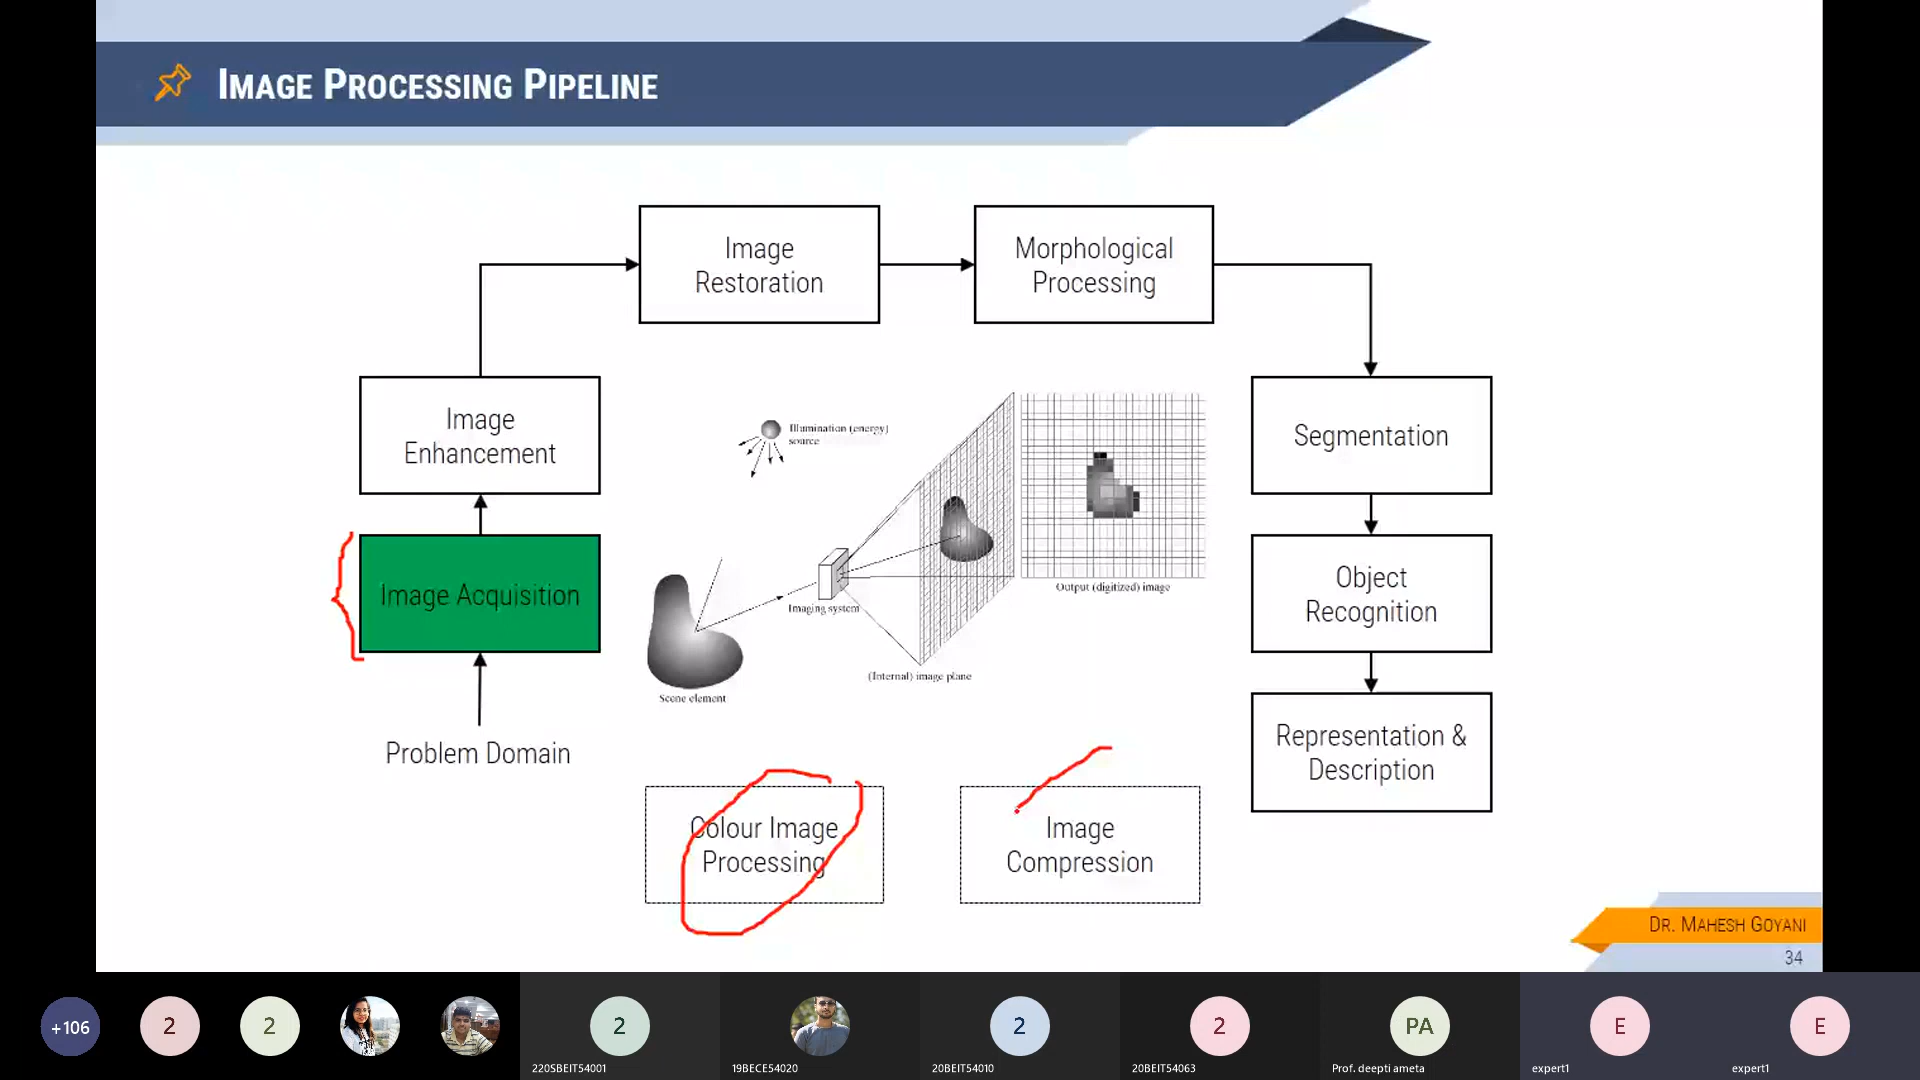 IMAGE PROCESSING PIPELINE
Image
Restoration
Morphological
Processing
Image
Enhancement
Illumination (energy)
source
Segmentation
Image Acquisition
Imaging system
Output (digitized) image
Object
Recognition
(Internal) image plane
Scene element
Problem Domain
Representation &
Description
Colour Image
Processing
Image
Compression
DR. MAHESH GOYANI
34
+106
2
2
2
2
2
PA
E
E
220SBEIT54001
19BECE54020
20BEIT54010
20BEIT54063
Prof. deepti ameta
expert1
expert1